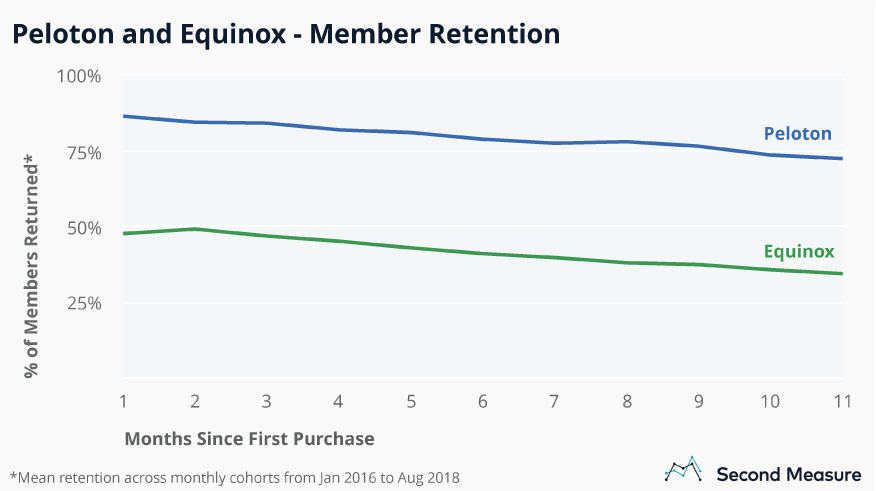 Peloton and Equinox - Member Retention
100%
75%
50%
25%
% of Members Returned*
Peloton
Equinox
1 2 3 4 5 6 7 8 9 10 11
Months Since First Purchase
*Mean retention across monthly cohorts from Jan 2016 to Aug 2018
Second Measure